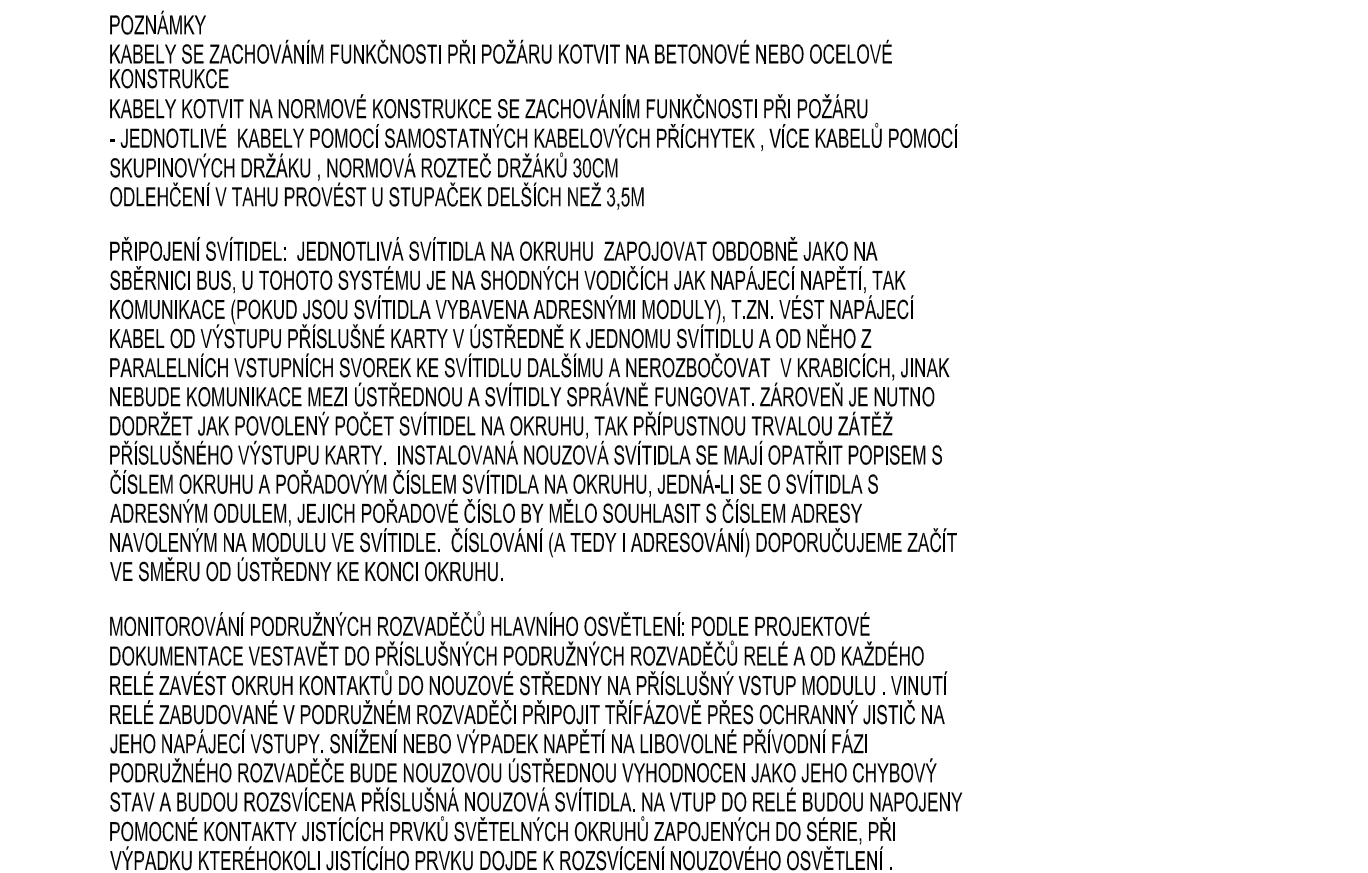 POZNÁMKY
KABELY SE ZACHOVÁNÍM FUNKČNOSTI PŘI POŽÁRU KOTVIT NA BETONOVÉ NEBO OCELOVÉ
KONSTRUKCE
KABELY KOTVIT NA NORMOVÉ KONSTRUKCE SE ZACHOVÁNÍM FUNKČNOSTI PŘI POŽÁRU
- JEDNOTLIVÉ  KABELY POMOCÍ SAMOSTATNÝCH KABELOVÝCH PŘÍCHYTEK , VÍCE KABELŮ POMOCÍ
SKUPINOVÝCH DRŽÁKU , NORMOVÁ ROZTEČ DRŽÁKŮ 30CM
ODLEHČENÍ V TAHU PROVÉST U STUPAČEK DELŠÍCH NEŽ 3,5M

PŘIPOJENÍ SVÍTIDEL:  JEDNOTLIVÁ SVÍTIDLA NA OKRUHU  ZAPOJOVAT OBDOBNĚ JAKO NA
SBĚRNICI BUS, U TOHOTO SYSTÉMU JE NA SHODNÝCH VODIČÍCH JAK NAPÁJECÍ NAPĚTÍ, TAK
KOMUNIKACE (POKUD JSOU SVÍTIDLA VYBAVENA ADRESNÝMI MODULY), T.ZN. VÉST NAPÁJECÍ
KABEL OD VÝSTUPU PŘÍSLUŠNÉ KARTY V ÚSTŘEDNĚ K JEDNOMU SVÍTIDLU A OD NĚHO Z
PARALELNÍCH VSTUPNÍCH SVOREK KE SVÍTIDLU DALŠÍMU A NEROZBOČOVAT  V KRABICÍCH, JINAK
NEBUDE KOMUNIKACE MEZI ÚSTŘEDNOU A SVÍTIDLY SPRÁVNĚ FUNGOVAT. ZÁROVEŇ JE NUTNO
DODRŽET JAK POVOLENÝ POČET SVÍTIDEL NA OKRUHU, TAK PŘÍPUSTNOU TRVALOU ZÁTĚŽ
PŘÍSLUŠNÉHO VÝSTUPU KARTY.  INSTALOVANÁ NOUZOVÁ SVÍTIDLA SE MAJÍ OPATŘIT POPISEM S
ČÍSLEM OKRUHU A POŘADOVÝM ČÍSLEM SVÍTIDLA NA OKRUHU, JEDNÁ-LI SE O SVÍTIDLA S
ADRESNÝM ODULEM, JEJICH POŘADOVÉ ČÍSLO BY MĚLO SOUHLASIT S ČÍSLEM ADRESY
NAVOLENÝM NA MODULU VE SVÍTIDLE.  ČÍSLOVÁNÍ (A TEDY I ADRESOVÁNÍ) DOPORUČUJEME ZAČÍT
VE SMĚRU OD ÚSTŘEDNY KE KONCI OKRUHU.

MONITOROVÁNÍ PODRUŽNÝCH ROZVADĚČŮ HLAVNÍHO OSVĚTLENÍ: PODLE PROJEKTOVÉ
DOKUMENTACE VESTAVĚT DO PŘÍSLUŠNÝCH PODRUŽNÝCH ROZVADĚČŮ RELÉ A OD KAŽDÉHO
RELÉ ZAVÉST OKRUH KONTAKTŮ DO NOUZOVÉ STŘEDNY NA PŘÍSLUŠNÝ VSTUP MODULU . VINUTÍ
RELÉ ZABUDOVANÉ V PODRUŽNÉM ROZVADĚČI PŘIPOJIT TŘÍFÁZOVĚ PŘES OCHRANNÝ JISTIČ NA
JEHO NAPÁJECÍ VSTUPY. SNÍŽENÍ NEBO VÝPADEK NAPĚTÍ NA LIBOVOLNÉ PŘÍVODNÍ FÁZI
PODRUŽNÉHO ROZVADĚČE BUDE NOUZOVOU ÚSTŘEDNOU VYHODNOCEN JAKO JEHO CHYBOVÝ
STAV A BUDOU ROZSVÍCENA PŘÍSLUŠNÁ NOUZOVÁ SVÍTIDLA. NA VTUP DO RELÉ BUDOU NAPOJENY
POMOCNÉ KONTAKTY JISTÍCÍCH PRVKŮ SVĚTELNÝCH OKRUHŮ ZAPOJENÝCH DO SÉRIE, PŘI
VÝPADKU KTERÉHOKOLI JISTÍCÍHO PRVKU DOJDE K ROZSVÍCENÍ NOUZOVÉHO OSVĚTLENÍ .